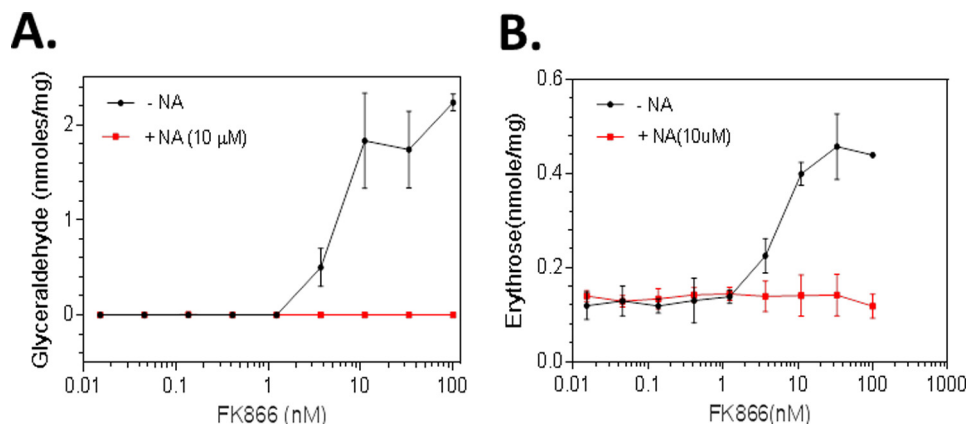 A.
Glyceraldehyde (nmoles/mg)
2
1
0
- NA
+ NA (10 µM)
0.01 0.1 1 10 100
FK866 (nM)
B.
Erythrose(nmole/mg)
0.6
0.4
0.2
0.0
- NA
+ NA(10uM)
0.01 0.1 1 10 100 1000
FK866(nM)